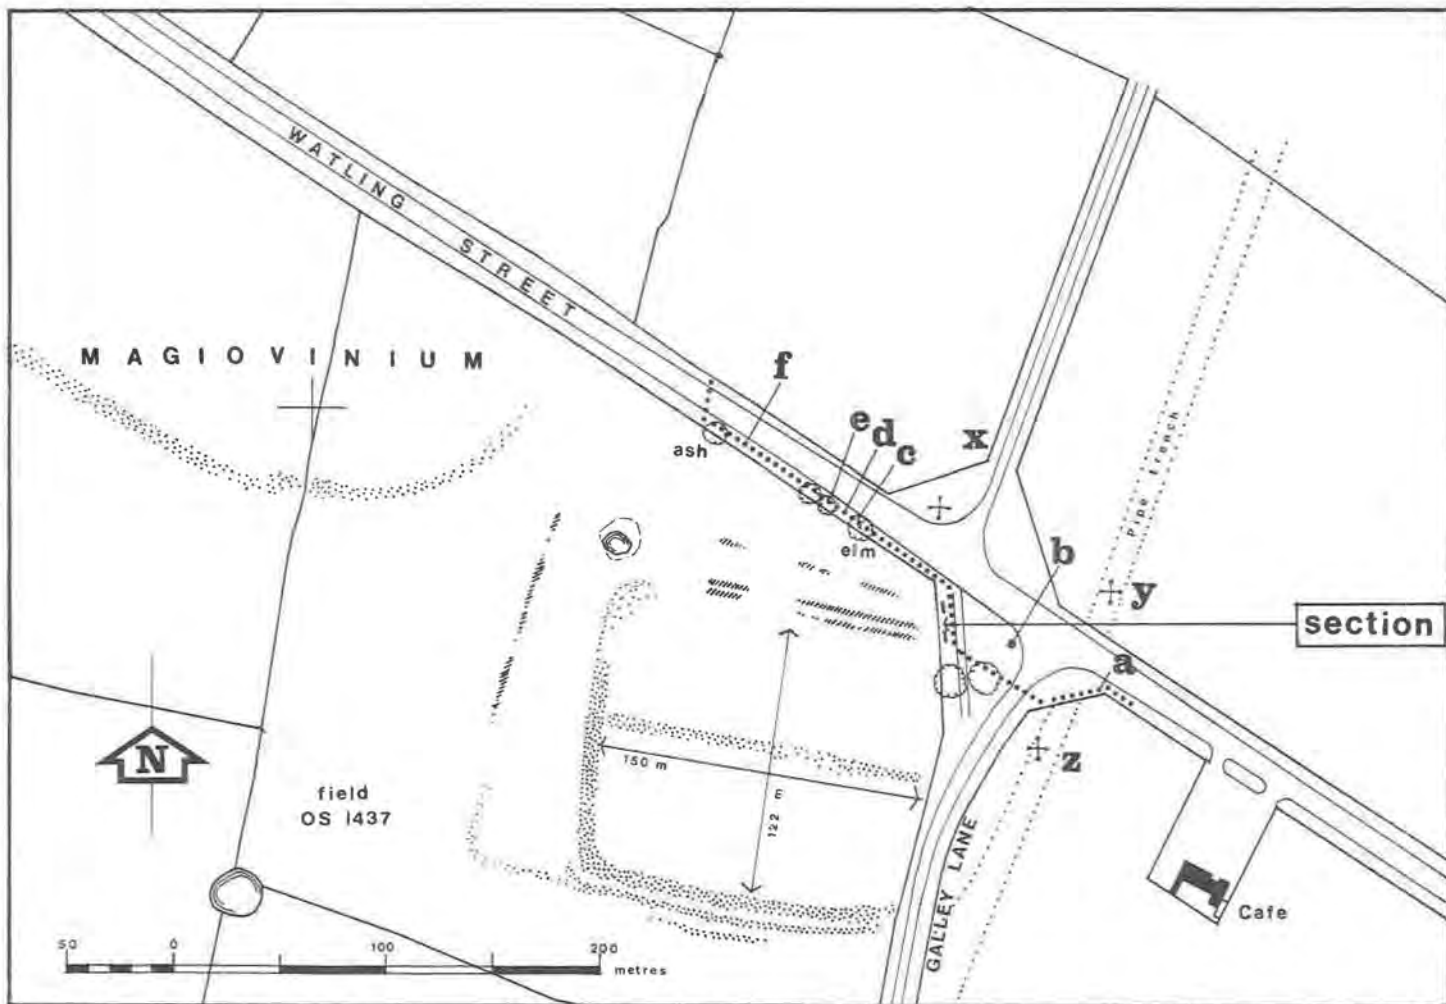 WATLING STREET
MAGIOVINIUM
f
e
d
c
x
ash
elm
Pipe trench
b
y
section
a
150 m
122 m
z
N
field
OS 1437
GALLEY LANE
Cafe
50 0 100 200
metres